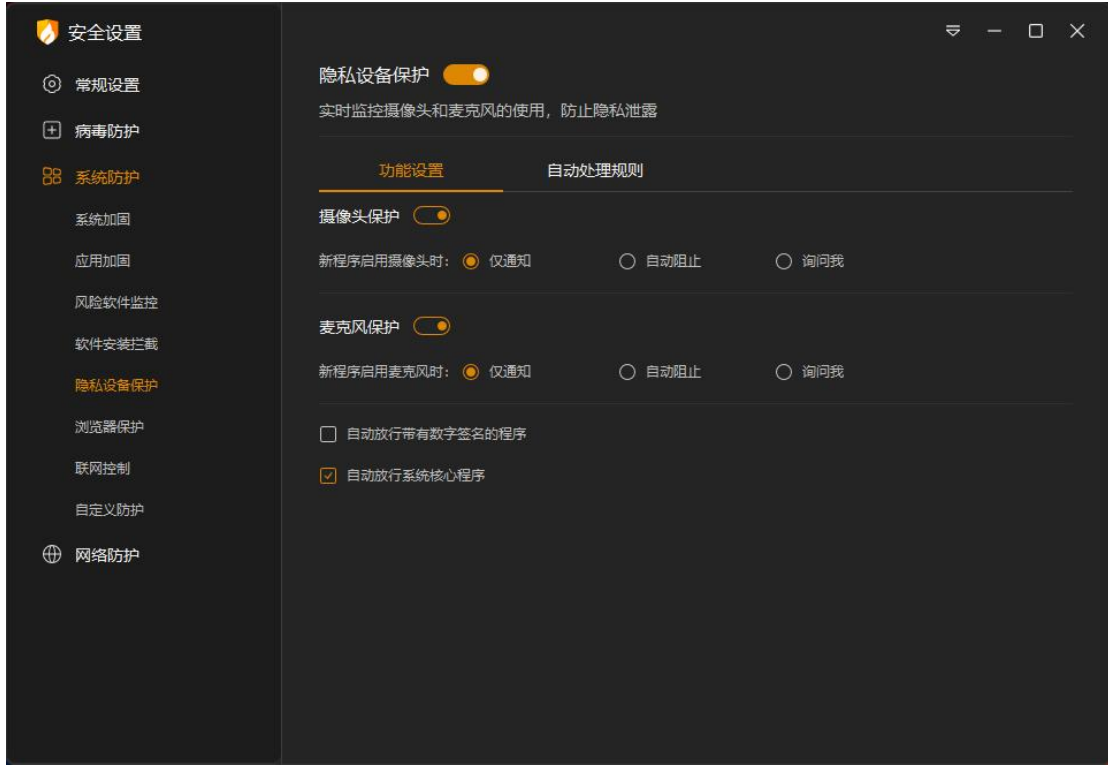 安全设置
常规设置
病毒防护
系统防护
系统加固
应用加固
风险软件监控
软件安装拦截
隐私设备保护
浏览器保护
联网控制
自定义防护
网络防护
隐私设备保护
实时监控摄像头和麦克风的使用，防止隐私泄露
功能设置 自动处理规则
摄像头保护
新程序启用摄像头时： 仅通知 自动阻止 询问我
麦克风保护
新程序启用麦克风时： 仅通知 自动阻止 询问我
自动放行带有数字签名的程序
自动放行系统核心程序